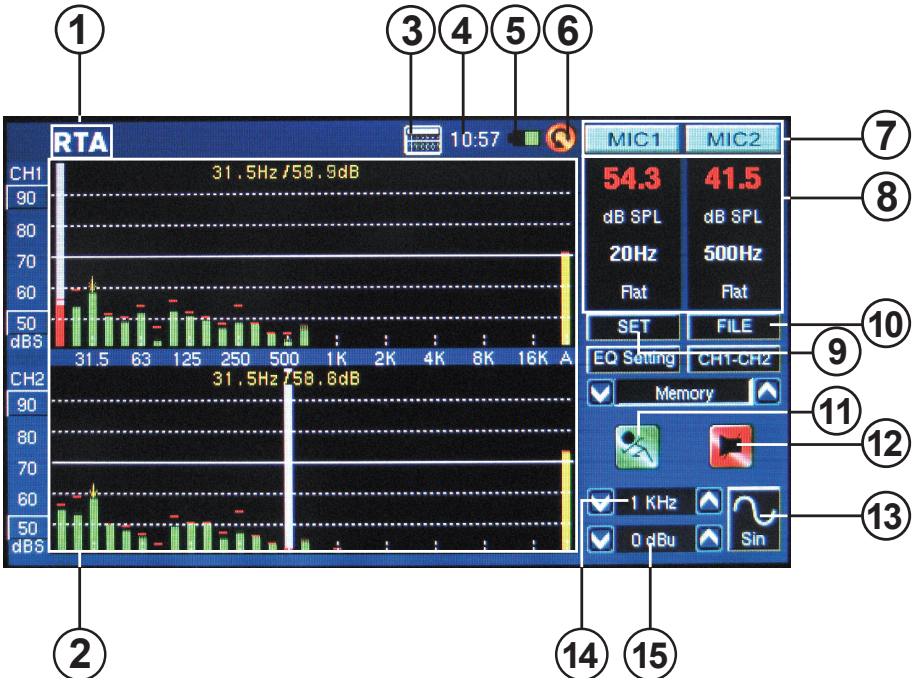 1 3 4 5 6
RTA 10:57 MIC1 MIC2 7
CH1 31.5Hz/58.9dB 54.3 41.5
90 dB SPL dB SPL 8
80 20Hz 500Hz
70 Flat Flat
60
50 SET FILE 10
dBS
31.5 63 125 250 500 1K 2K 4K 8K 16K A EQ Setting CH1-CH2 9
CH2 31.5Hz/58.6dB
90 Memory 11
80 12
70
60 1 KHz 13
50 0 dBu Sin
dBS
2 14 15